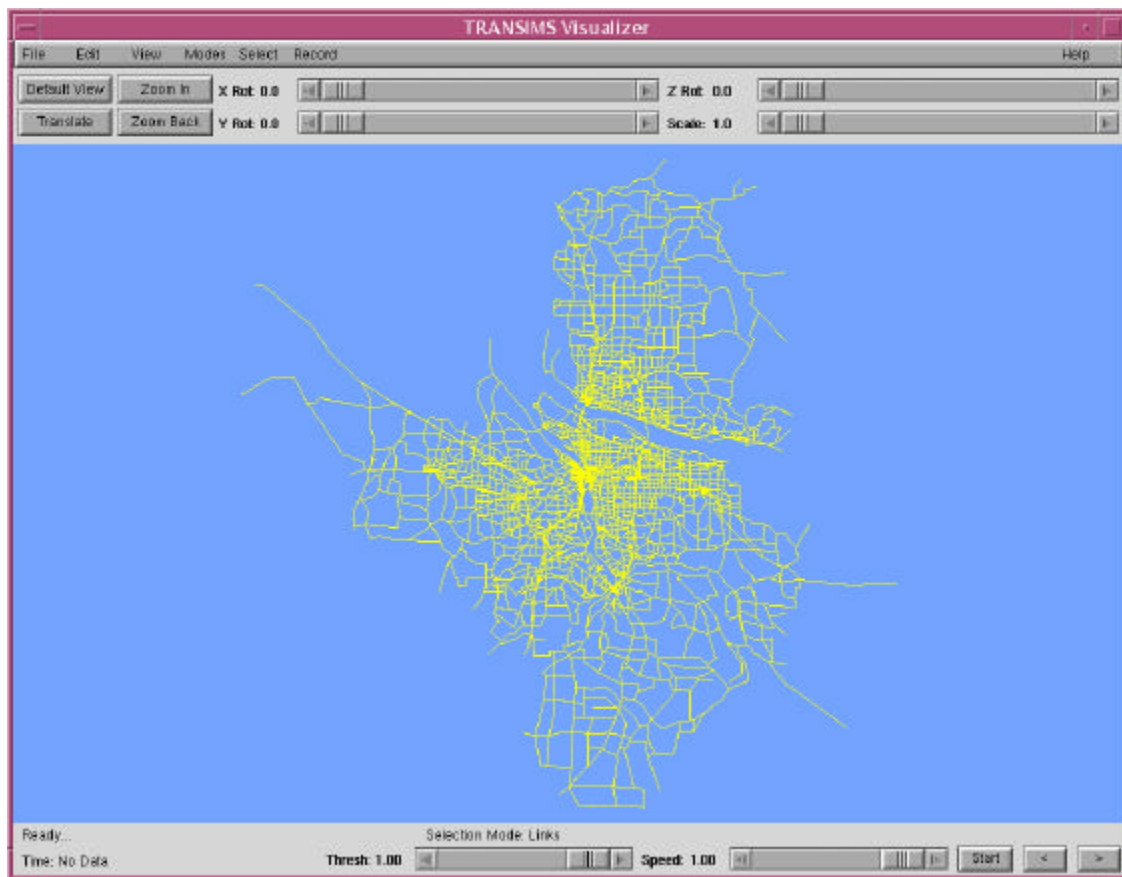 TRANSIMS Visualizer
File Edit View Modes Select Record Help
Default View Zoom In X Rot: 0.0 Z Rot: 0.0
Translate Zoom Back Y Rot: 0.0 Scale: 1.0
Ready... Selection Mode: Links
Time: No Data Thresh: 1.00 Speed: 1.00 Start < >